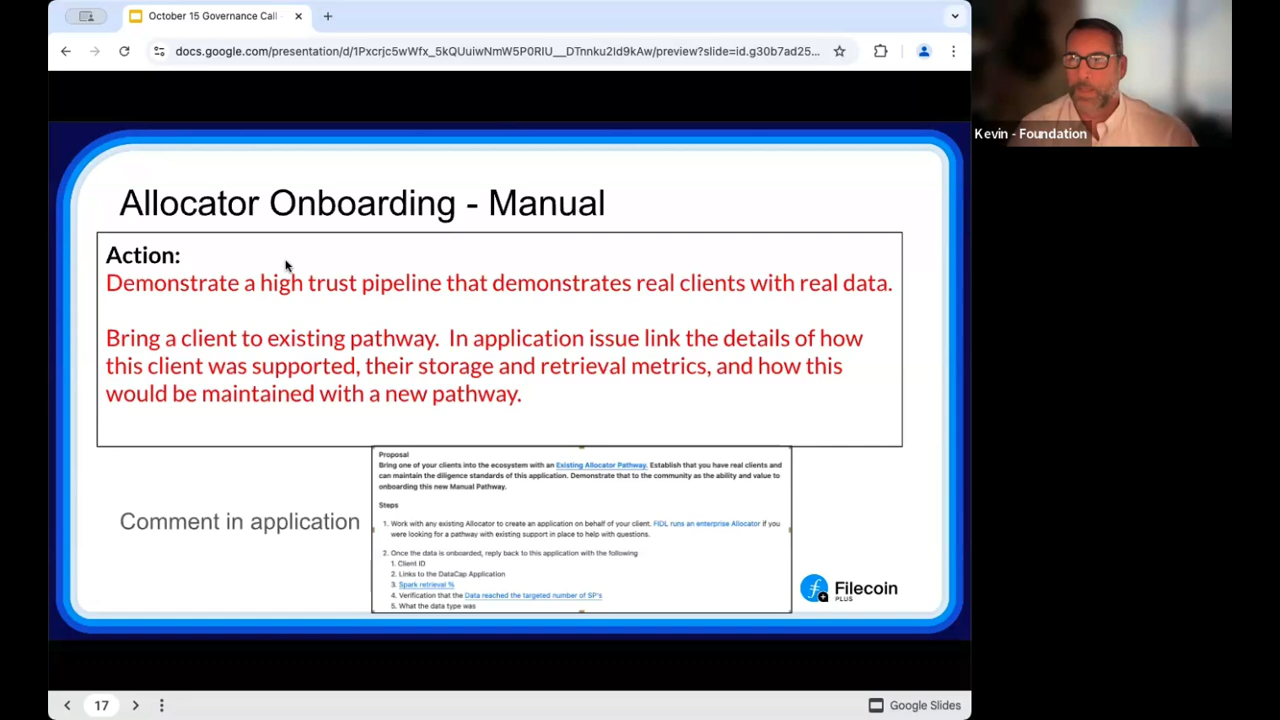 October 15 Governance Call -
docs.google.com/presentation/d/1Pxcrjc5wWfx_5kQUuiwNmW5P0RIU__DTnnku2Id9kAw/preview?slide=id.g30b7ad25...
Kevin - Foundation
Allocator Onboarding - Manual
Action:
Demonstrate a high trust pipeline that demonstrates real clients with real data.
Bring a client to existing pathway. In application issue link the details of how
this client was supported, their storage and retrieval metrics, and how this
would be maintained with a new pathway.
Comment in application
Proposal
Bring one of your clients into the ecosystem with an Existing Allocator Pathway. Establish that you have real clients and
can maintain the diligence standards of this application. Demonstrate that to the community as the ability and value to
onboarding this new Manual Pathway.
Steps
1. Work with any existing Allocator to create an application on behalf of your client. FIDL runs an enterprise Allocator if you
were looking for a pathway with existing support in place to help with questions.
2. Once the data is onboarded, reply back to this application with the following
1. Client ID
2. Links to the DataCap Application
3. Spark retrieval %
4. Verification that the Data reached the targeted number of SP's
5. What the data type was
Filecoin
PLUS
17
Google Slides